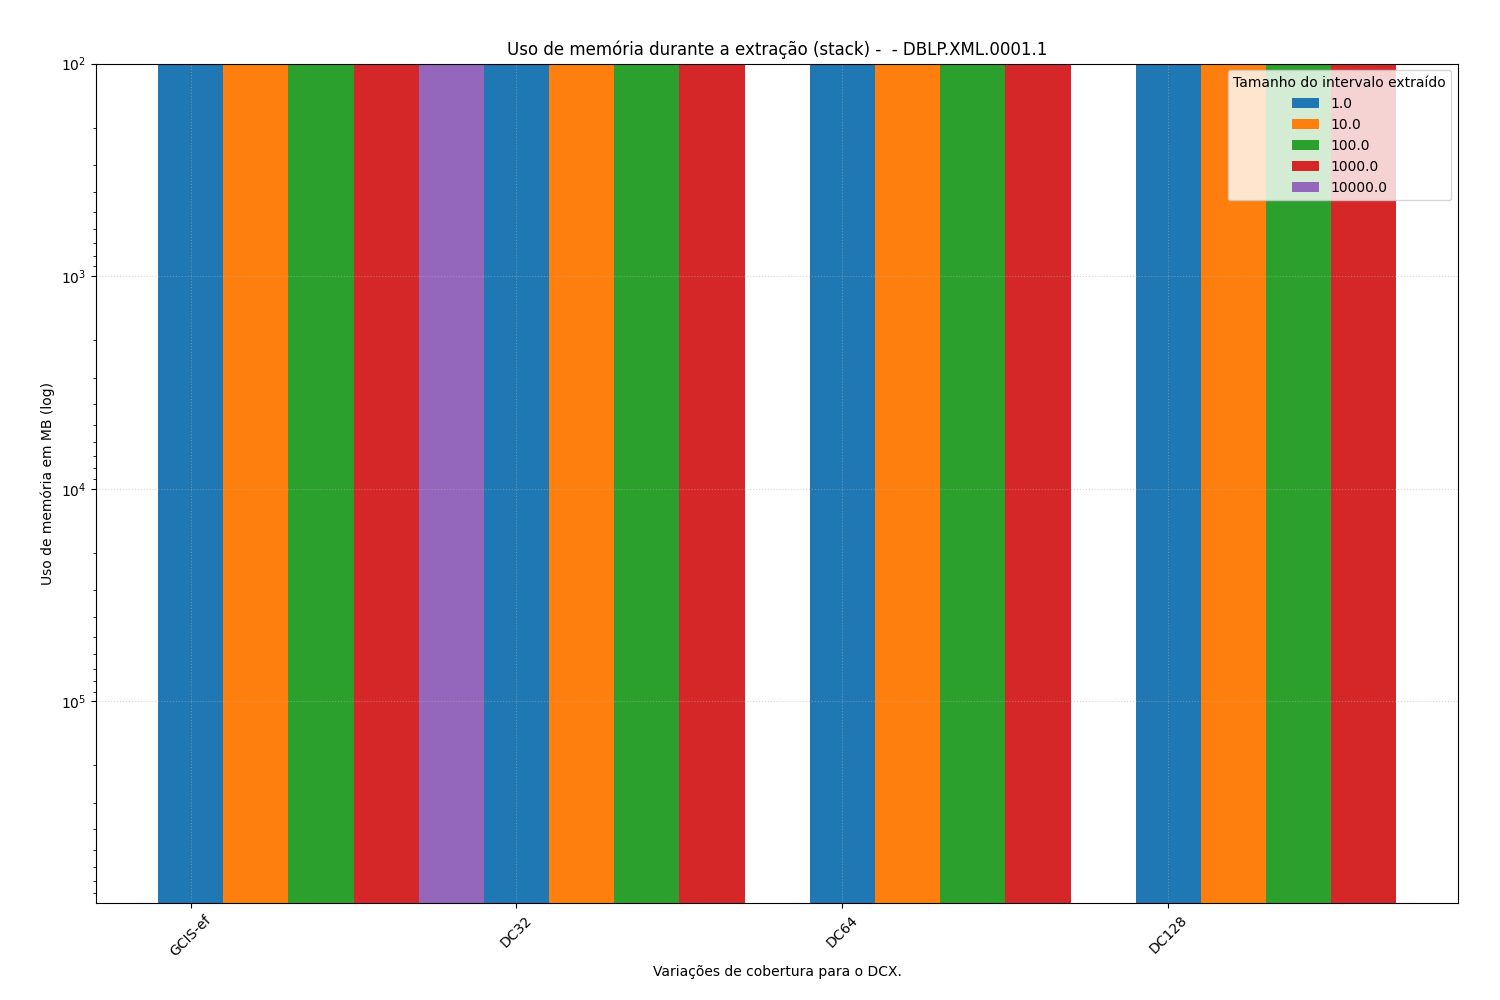 Uso de memória durante a extração (stack) -  - DBLP.XML.0001.1
Tamanho do intervalo extraído
1.0
10.0
100.0
1000.0
10000.0
10²
10³
10⁴
10⁵
Uso de memória em MB (log)
GCIS-ef
DC32
DC64
DC128
Variações de cobertura para o DCX.